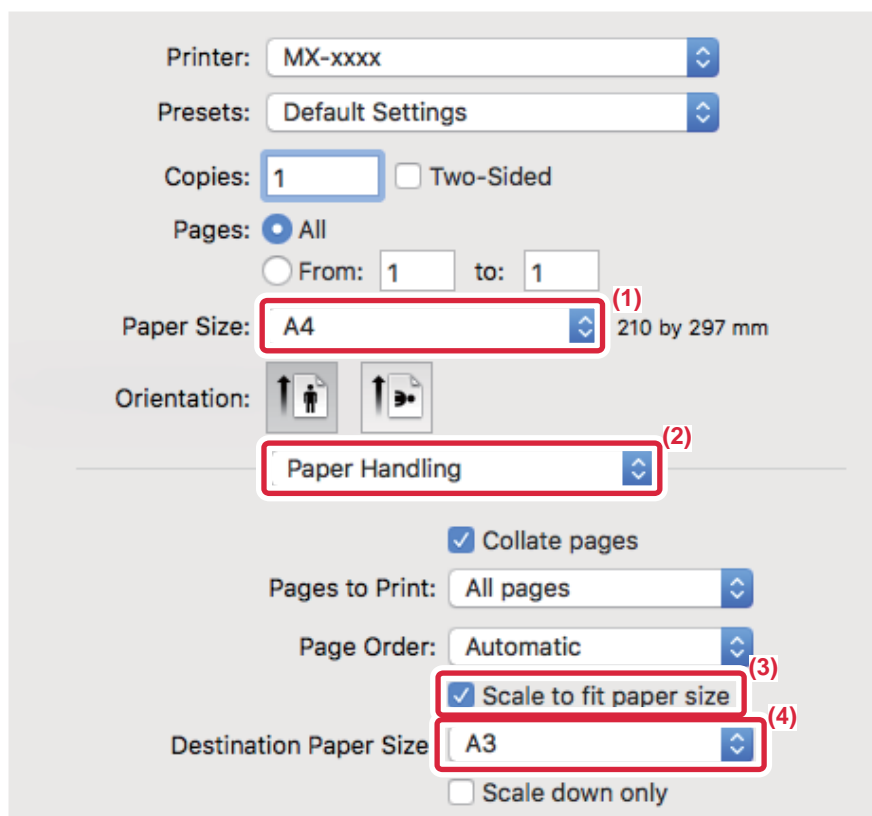 Printer: MX-xxxx
Presets: Default Settings
Copies: 1 Two-Sided
Pages: All
From: 1 to: 1
(1)
Paper Size: A4 210 by 297 mm
Orientation:
(2)
Paper Handling
Collate pages
Pages to Print: All pages
Page Order: Automatic
(3)
Scale to fit paper size
(4)
Destination Paper Size A3
Scale down only